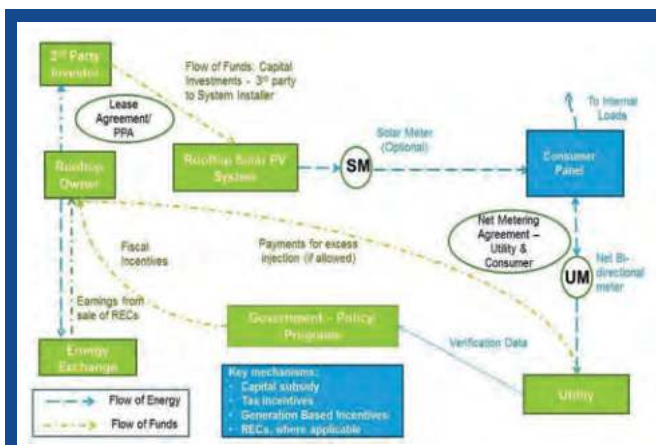 3rd Party
Investor
Flow of Funds: Capital
Investments - 3rd party
to System Installer
Lease
Agreement/
PPA
To Internal
Loads
Solar Meter
(Optional)
Rooftop
Owner
Rooftop Solar PV
System
SM
Consumer
Panel
Net Metering
Agreement –
Utility &
Consumer
Fiscal
Incentives
Payments for excess
injection (if allowed)
UM
Net Bi-
directional
meter
Earnings from
sale of RECs
Government – Policy/
Programs
Verification Data
Energy
Exchange
Key mechanisms:
• Capital subsidy
• Tax incentives
• Generation Based Incentives
• RECs, where applicable
Utility
Flow of Energy
Flow of Funds